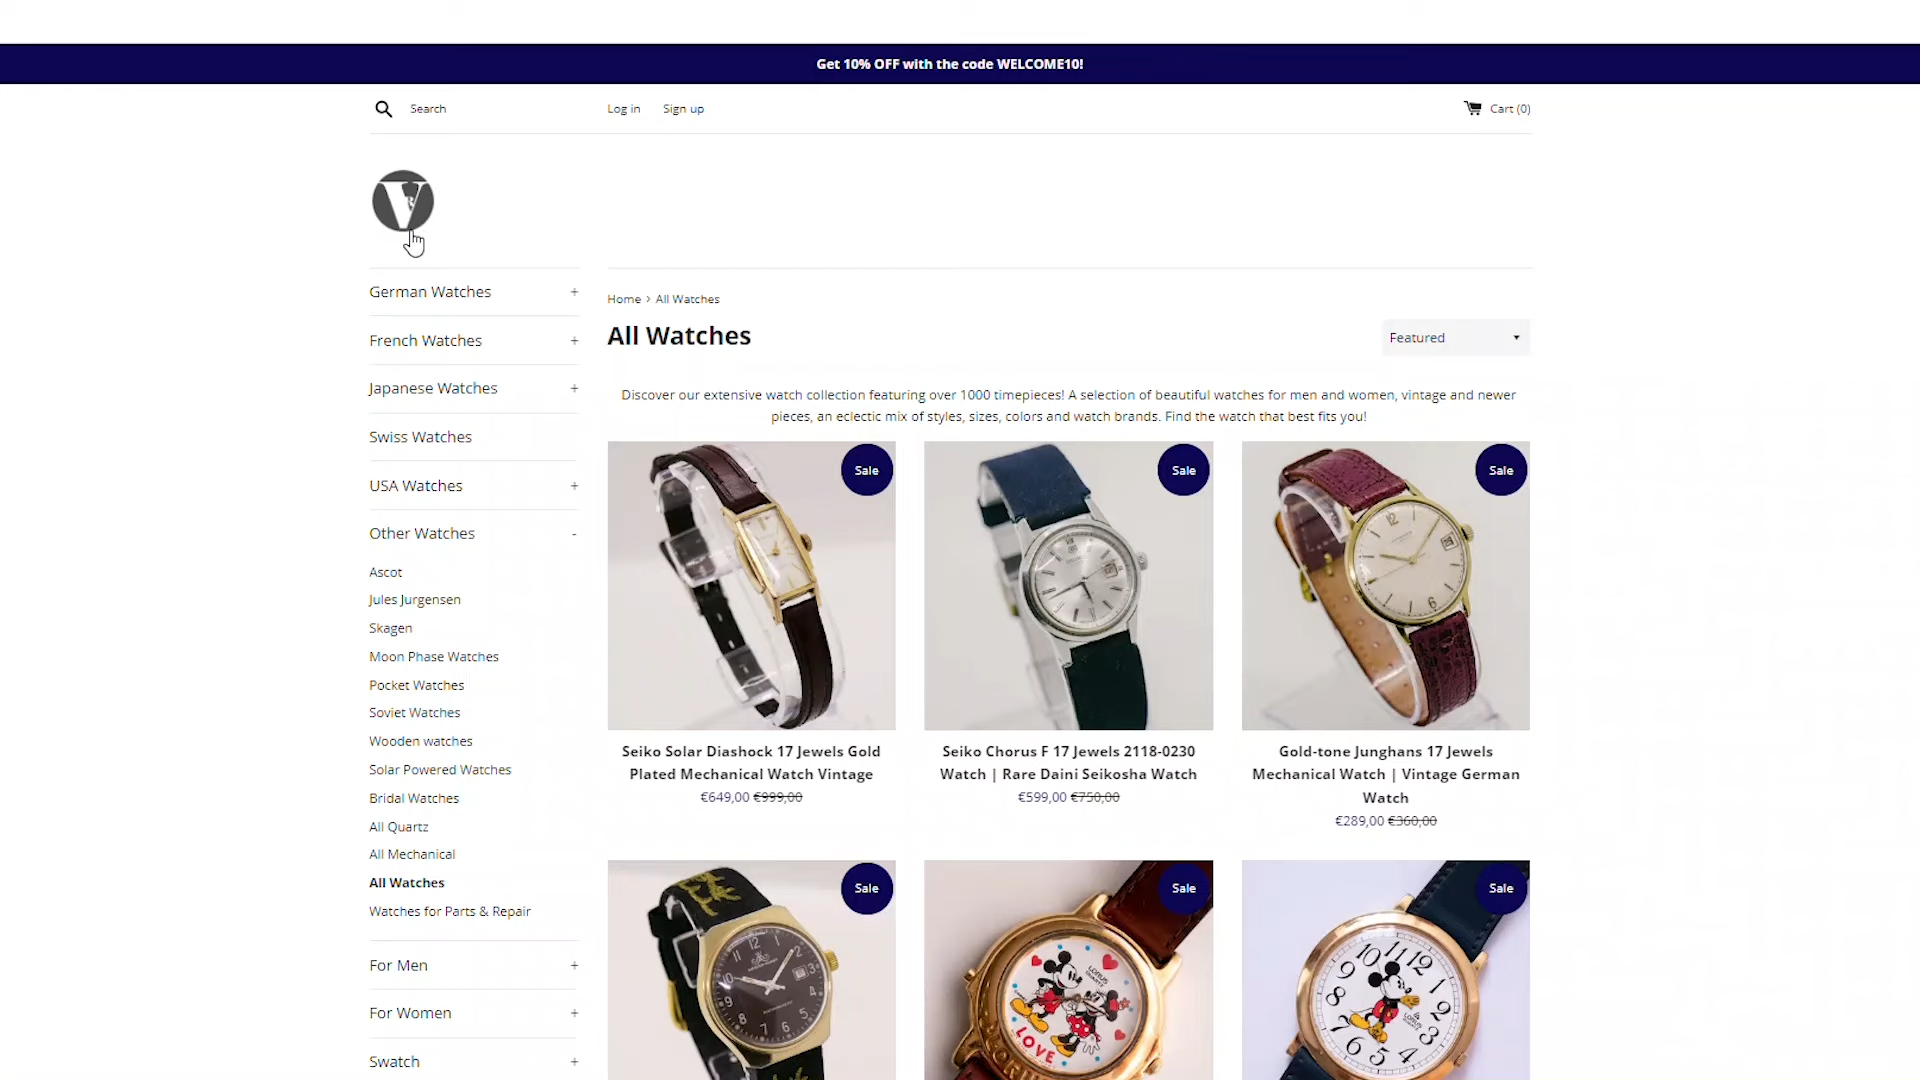 Get 10% OFF with the code WELCOME10!
Search
Log in
Sign up
Cart (0)
V
German Watches +
French Watches +
Japanese Watches +
Swiss Watches
USA Watches +
Other Watches -
Ascot
Jules Jurgensen
Skagen
Moon Phase Watches
Pocket Watches
Soviet Watches
Wooden watches
Solar Powered Watches
Bridal Watches
All Quartz
All Mechanical
All Watches
Watches for Parts & Repair
For Men +
For Women +
Swatch +
Home › All Watches
All Watches
Featured
Discover our extensive watch collection featuring over 1000 timepieces! A selection of beautiful watches for men and women, vintage and newer
pieces, an eclectic mix of styles, sizes, colors and watch brands. Find the watch that best fits you!
Sale
Sale
Sale
Seiko Solar Diashock 17 Jewels Gold
Plated Mechanical Watch Vintage
€649,00 €999,00
Seiko Chorus F 17 Jewels 2118-0230
Watch | Rare Daini Seikosha Watch
€599,00 €750,00
Gold-tone Junghans 17 Jewels
Mechanical Watch | Vintage German
Watch
€289,00 €360,00
Sale
Sale
Sale
LORUS
QUARTZ
LOVE
LORUS
QUARTZ